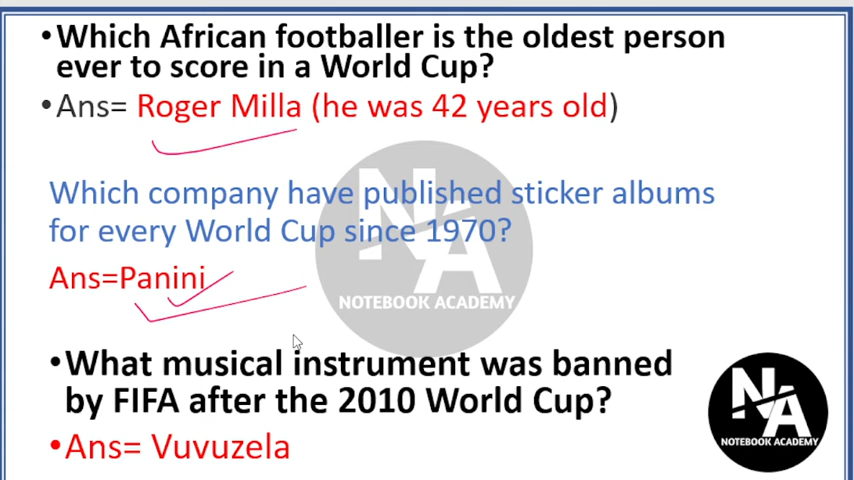 •Which African footballer is the oldest person
ever to score in a World Cup?
•Ans= Roger Milla (he was 42 years old)
Which company have published sticker albums
for every World Cup since 1970?
Ans=Panini
NA
NOTEBOOK ACADEMY
•What musical instrument was banned
by FIFA after the 2010 World Cup?
•Ans= Vuvuzela
NA
NOTEBOOK ACADEMY